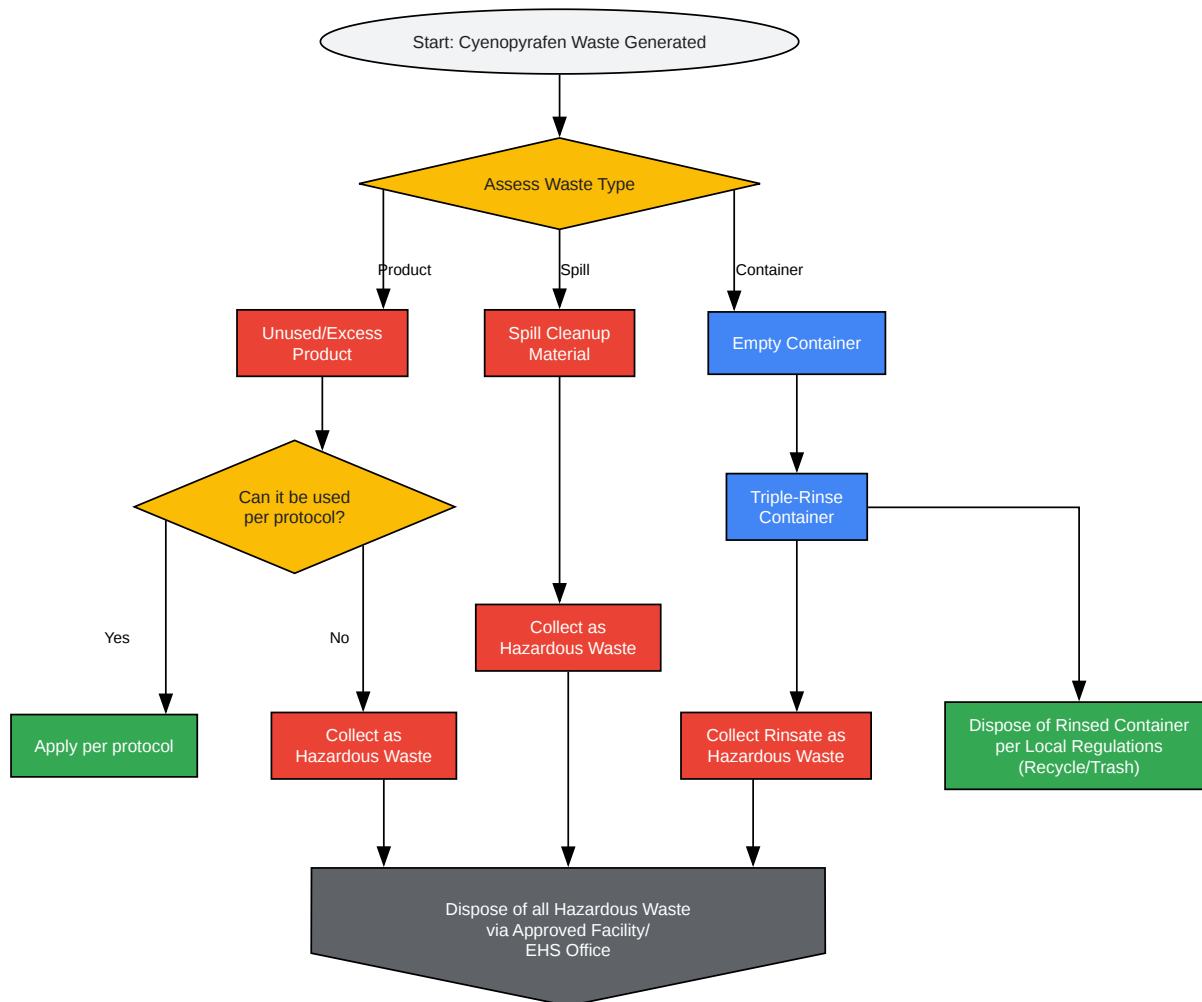 Start: Cyenopyrafen Waste Generated
Assess Waste Type
Product
Spill
Container
Unused/Excess
Product
Spill Cleanup
Material
Empty Container
Can it be used
per protocol?
Triple-Rinse
Container
Yes
No
Collect as
Hazardous Waste
Apply per protocol
Collect as
Hazardous Waste
Collect Rinsate as
Hazardous Waste
Dispose of Rinsed Container
per Local Regulations
(Recycle/Trash)
Dispose of all Hazardous Waste
via Approved Facility/
EHS Office